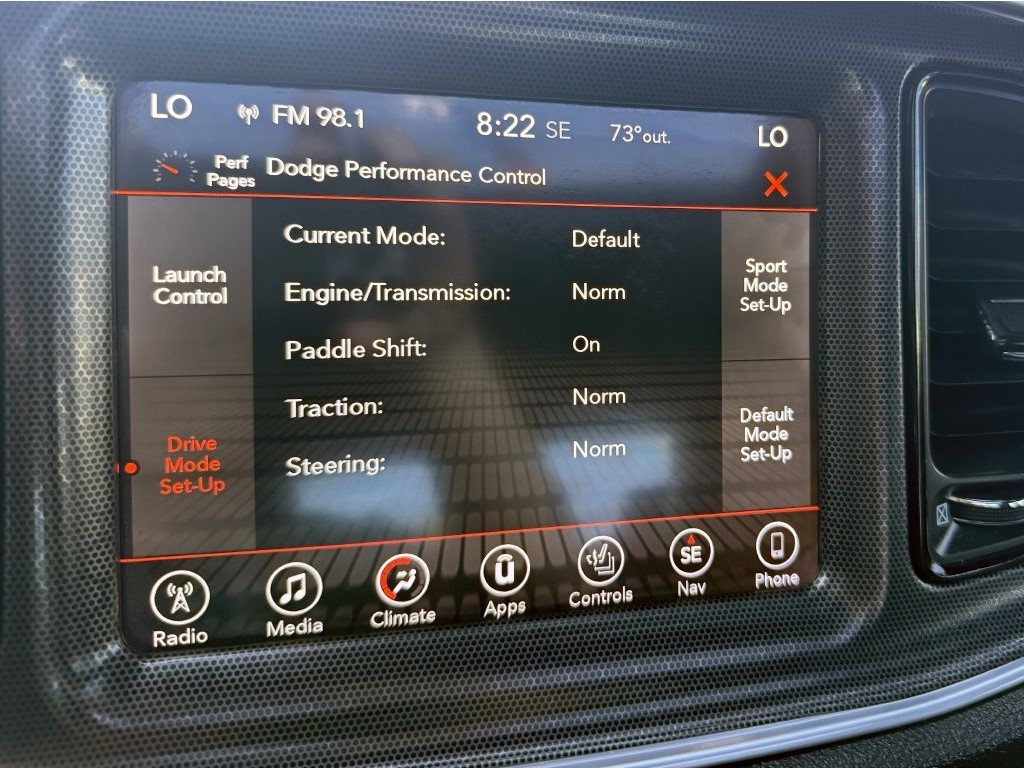 LO FM 98.1 8:22 SE 73° out. LO
Perf
Pages
Dodge Performance Control
Launch
Control
Drive
Mode
Set-Up
Current Mode: Default
Engine/Transmission: Norm
Paddle Shift: On
Traction: Norm
Steering: Norm
Sport
Mode
Set-Up
Default
Mode
Set-Up
SE
Radio Media Climate Apps Controls Nav Phone